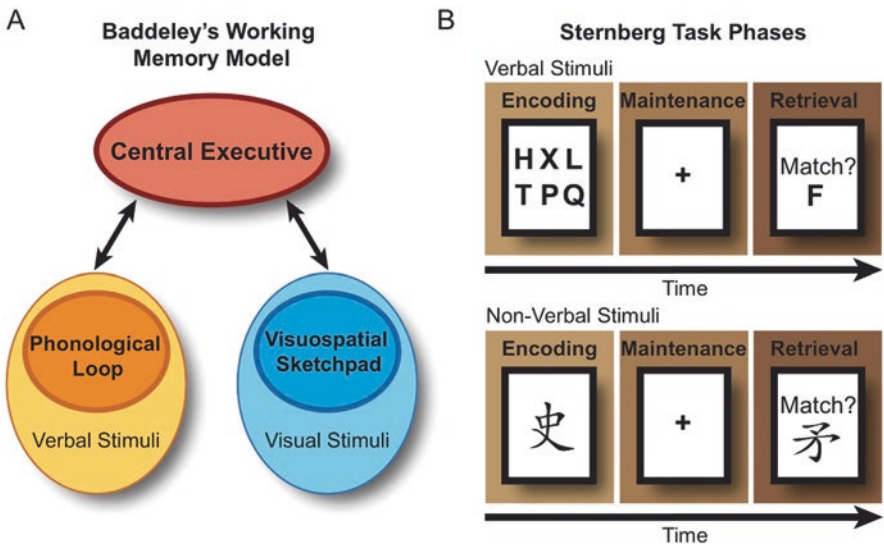 A
Baddeley's Working
Memory Model
Central Executive
Phonological
Loop
Verbal Stimuli
Visuospatial
Sketchpad
Visual Stimuli
B
Sternberg Task Phases
Verbal Stimuli
Encoding
H X L
T P Q
Maintenance
+
Retrieval
Match?
F
Time
Non-Verbal Stimuli
Encoding
史
Maintenance
+
Retrieval
Match?
矛
Time